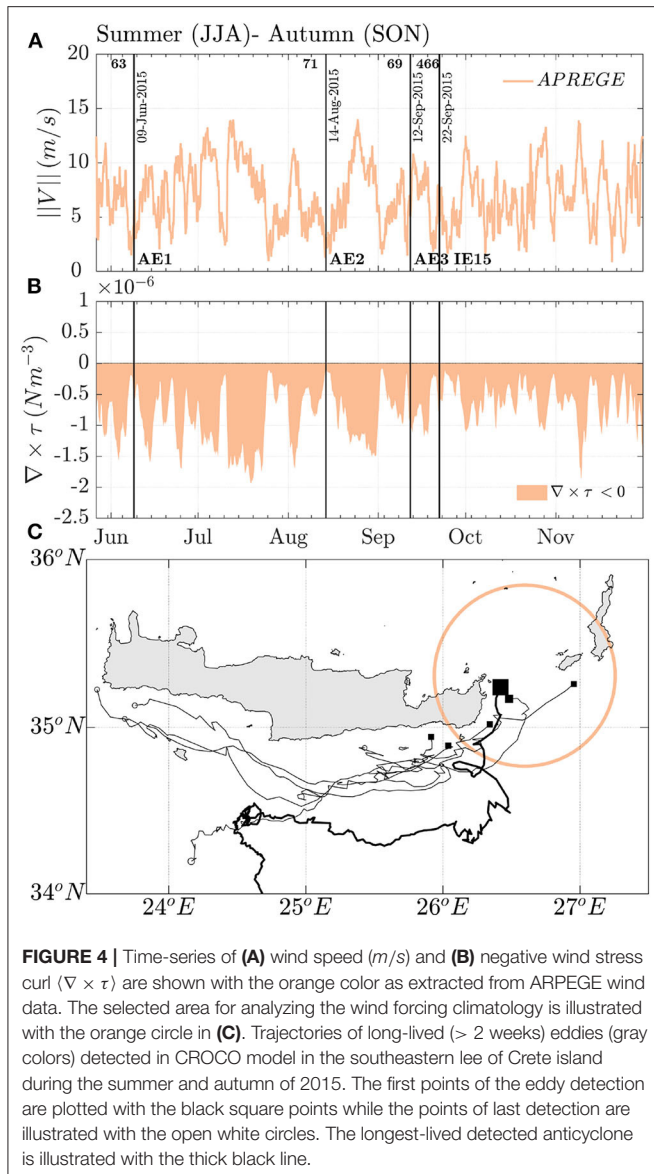 A
Summer (JJA)- Autumn (SON)
20
15
10
5
0
||V|| (m/s)
63
71
69
466
09-Jun-2015
14-Aug-2015
12-Sep-2015
22-Sep-2015
APREGE
AE1
AE2
AE3 IE15
B
×10⁻⁶
1
0.5
0
-0.5
-1
-1.5
-2
-2.5
∇ × τ (Nm⁻³)
∇ × τ < 0
Jun Jul Aug Sep Oct Nov
C
36° N
35° N
34° N
24° E 25° E 26° E 27° E
FIGURE 4 | Time-series of (A) wind speed (m/s) and (B) negative wind stress
curl ⟨∇ × τ⟩ are shown with the orange color as extracted from ARPEGE wind
data. The selected area for analyzing the wind forcing climatology is illustrated
with the orange circle in (C). Trajectories of long-lived (> 2 weeks) eddies (gray
colors) detected in CROCO model in the southeastern lee of Crete island
during the summer and autumn of 2015. The first points of the eddy detection
are plotted with the black square points while the points of last detection are
illustrated with the open white circles. The longest-lived detected anticyclone
is illustrated with the thick black line.